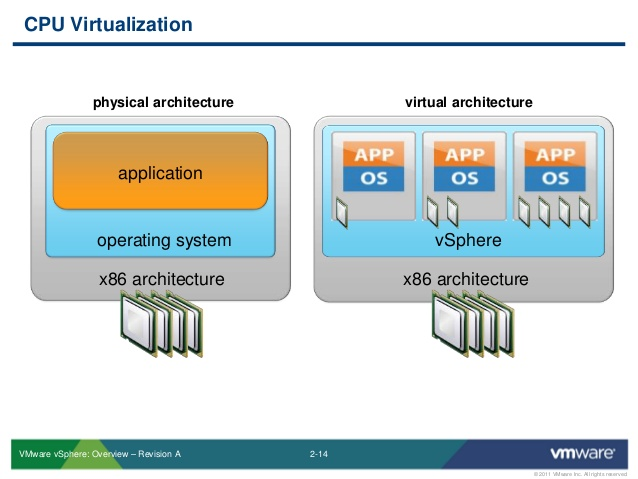 CPU Virtualization
physical architecture
application
operating system
x86 architecture
virtual architecture
APP
OS
APP
OS
APP
OS
vSphere
x86 architecture
VMware vSphere: Overview – Revision A
2-14
vmware
© 2011 VMware Inc. All rights reserved